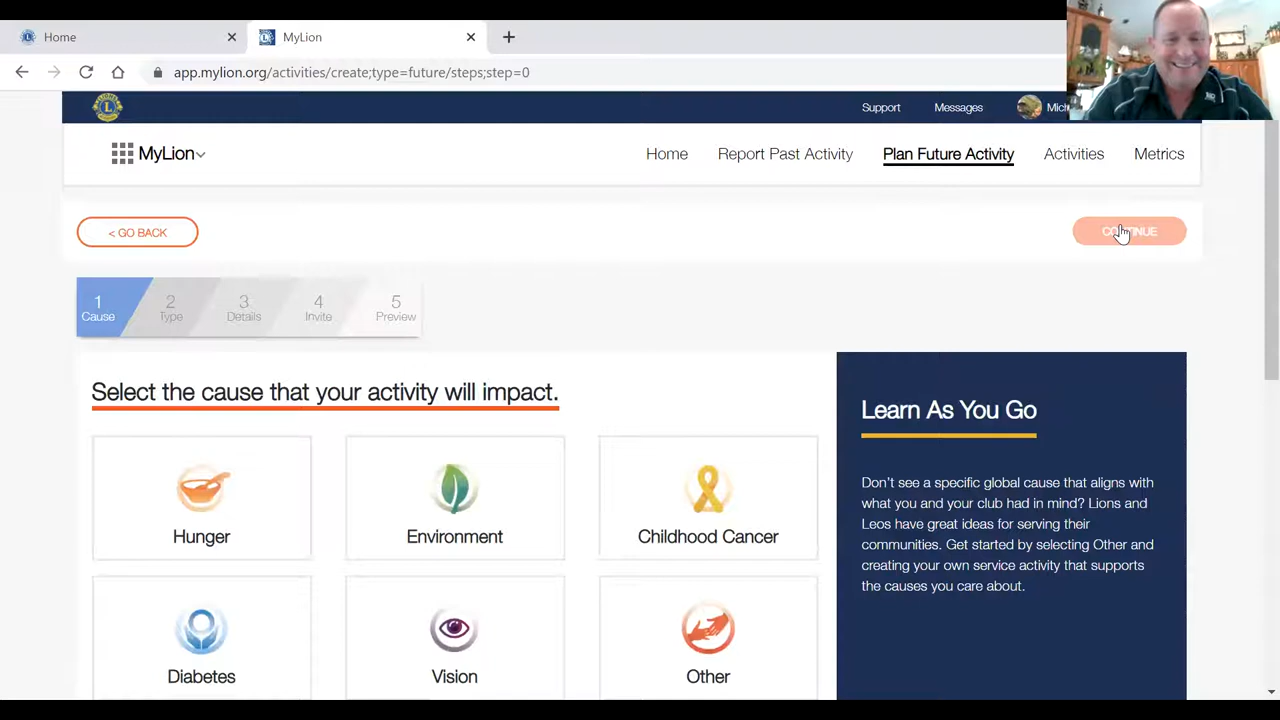 Home
MyLion
app.mylion.org/activities/create;type=future/steps;step=0
Support
Messages
MyLion
Home
Report Past Activity
Plan Future Activity
Activities
Metrics
< GO BACK
1
Cause
2
Type
3
Details
4
Invite
5
Preview
Select the cause that your activity will impact.
Hunger
Environment
Childhood Cancer
Diabetes
Vision
Other
Learn As You Go
Don't see a specific global cause that aligns with
what you and your club had in mind? Lions and
Leos have great ideas for serving their
communities. Get started by selecting Other and
creating your own service activity that supports
the causes you care about.